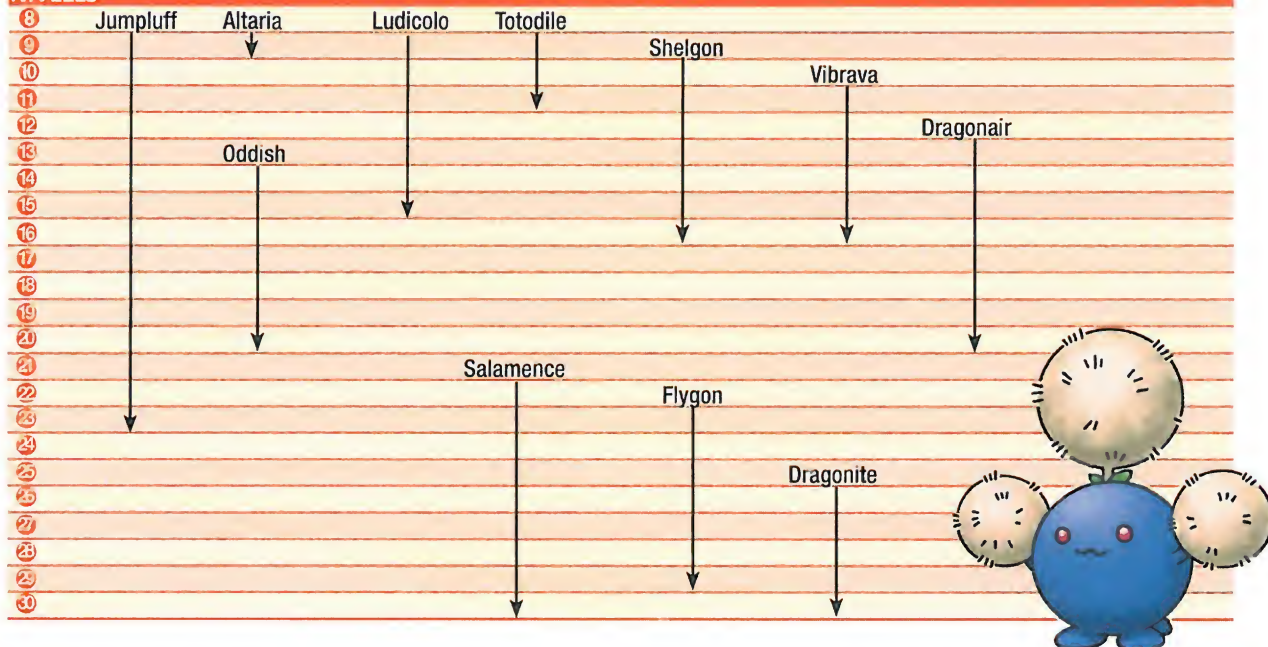 8 Jumpluff Altaria Ludicolo Totodile
9 Shelgon
10 Vibrava
11
12 Dragonair
13 Oddish
14
15
16
17
18
19
20
21 Salamence
22 Flygon
23
24
25 Dragonite
26
27
28
29
30